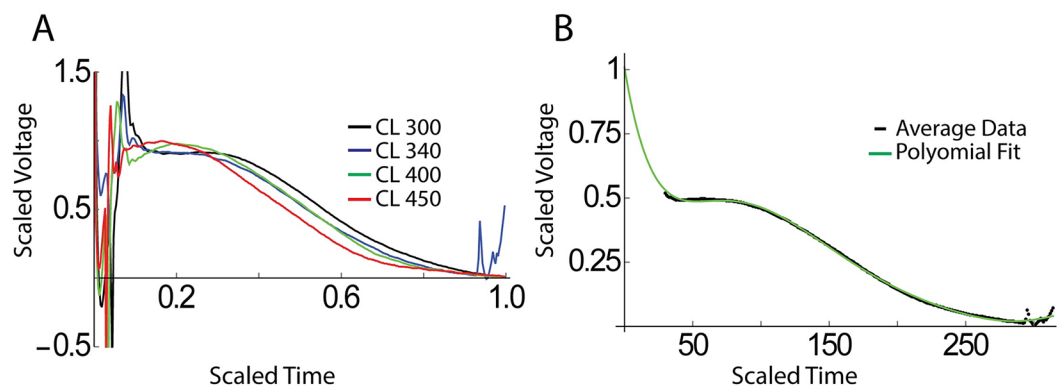 A
1.5
0.5
−0.5
0.2
0.6
1.0
Scaled Voltage
Scaled Time
CL 300
CL 340
CL 400
CL 450
B
1
0.75
0.5
0.25
50
150
250
Scaled Voltage
Scaled Time
Average Data
Polyomial Fit